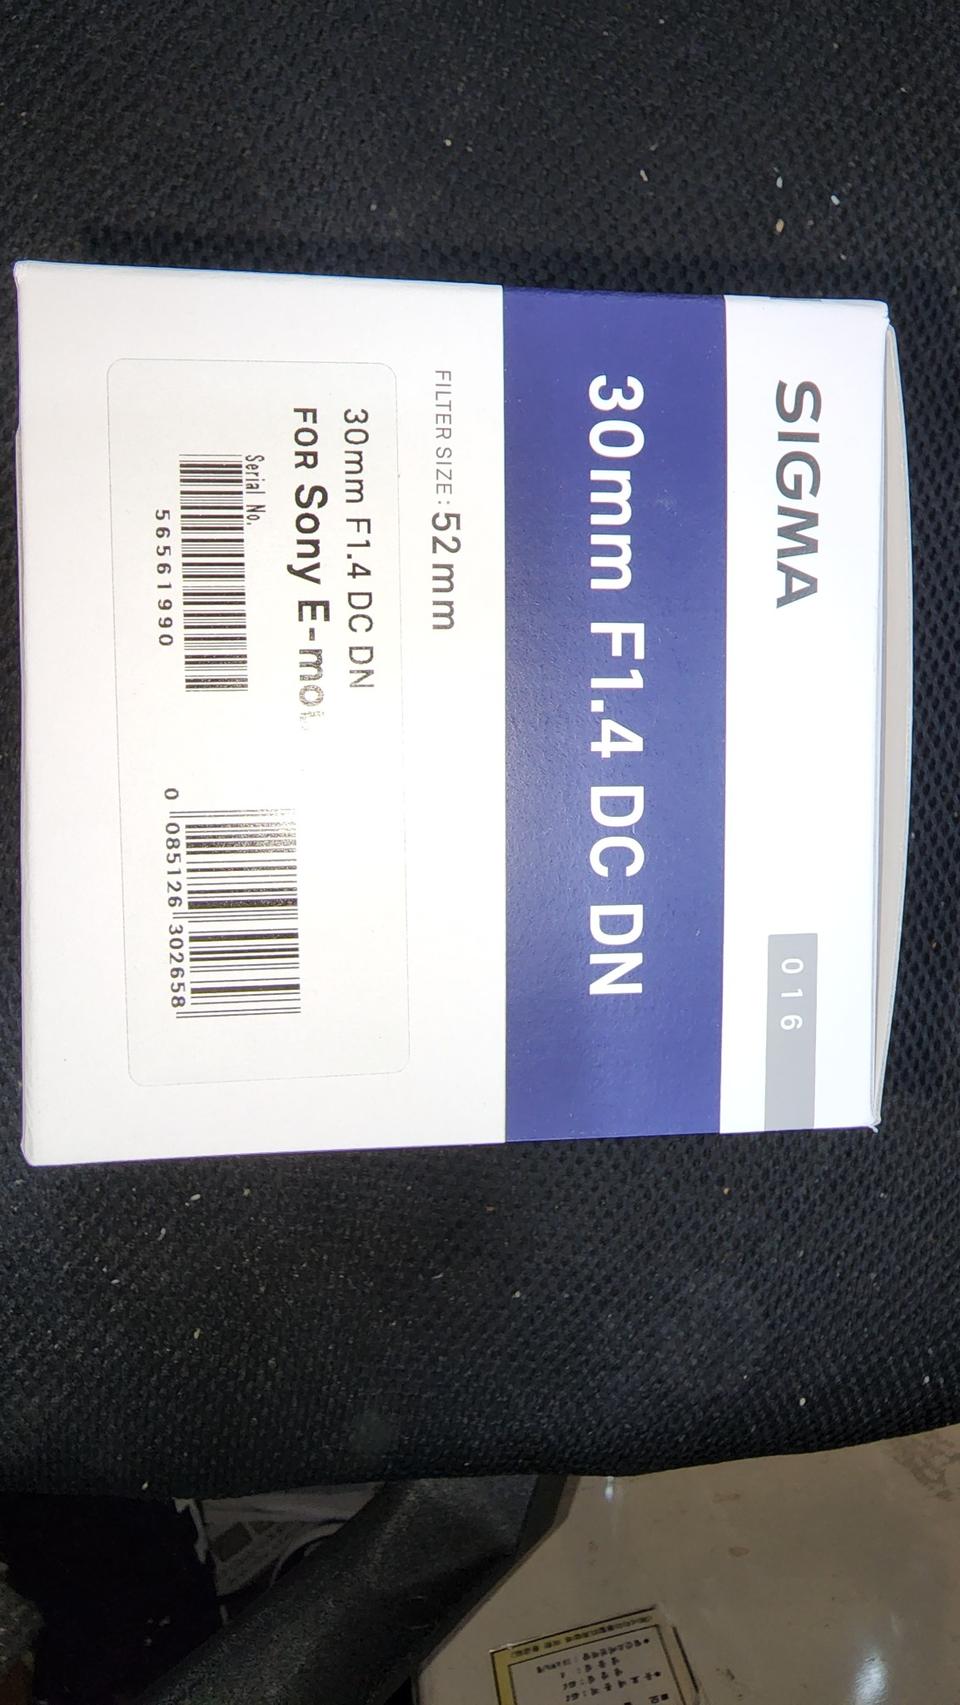 SIGMA
016
30mm F1.4 DC DN
FILTER SIZE : 52mm
30mm F1.4 DC DN
FOR Sony
Serial No.
56561990
0 085126 302658